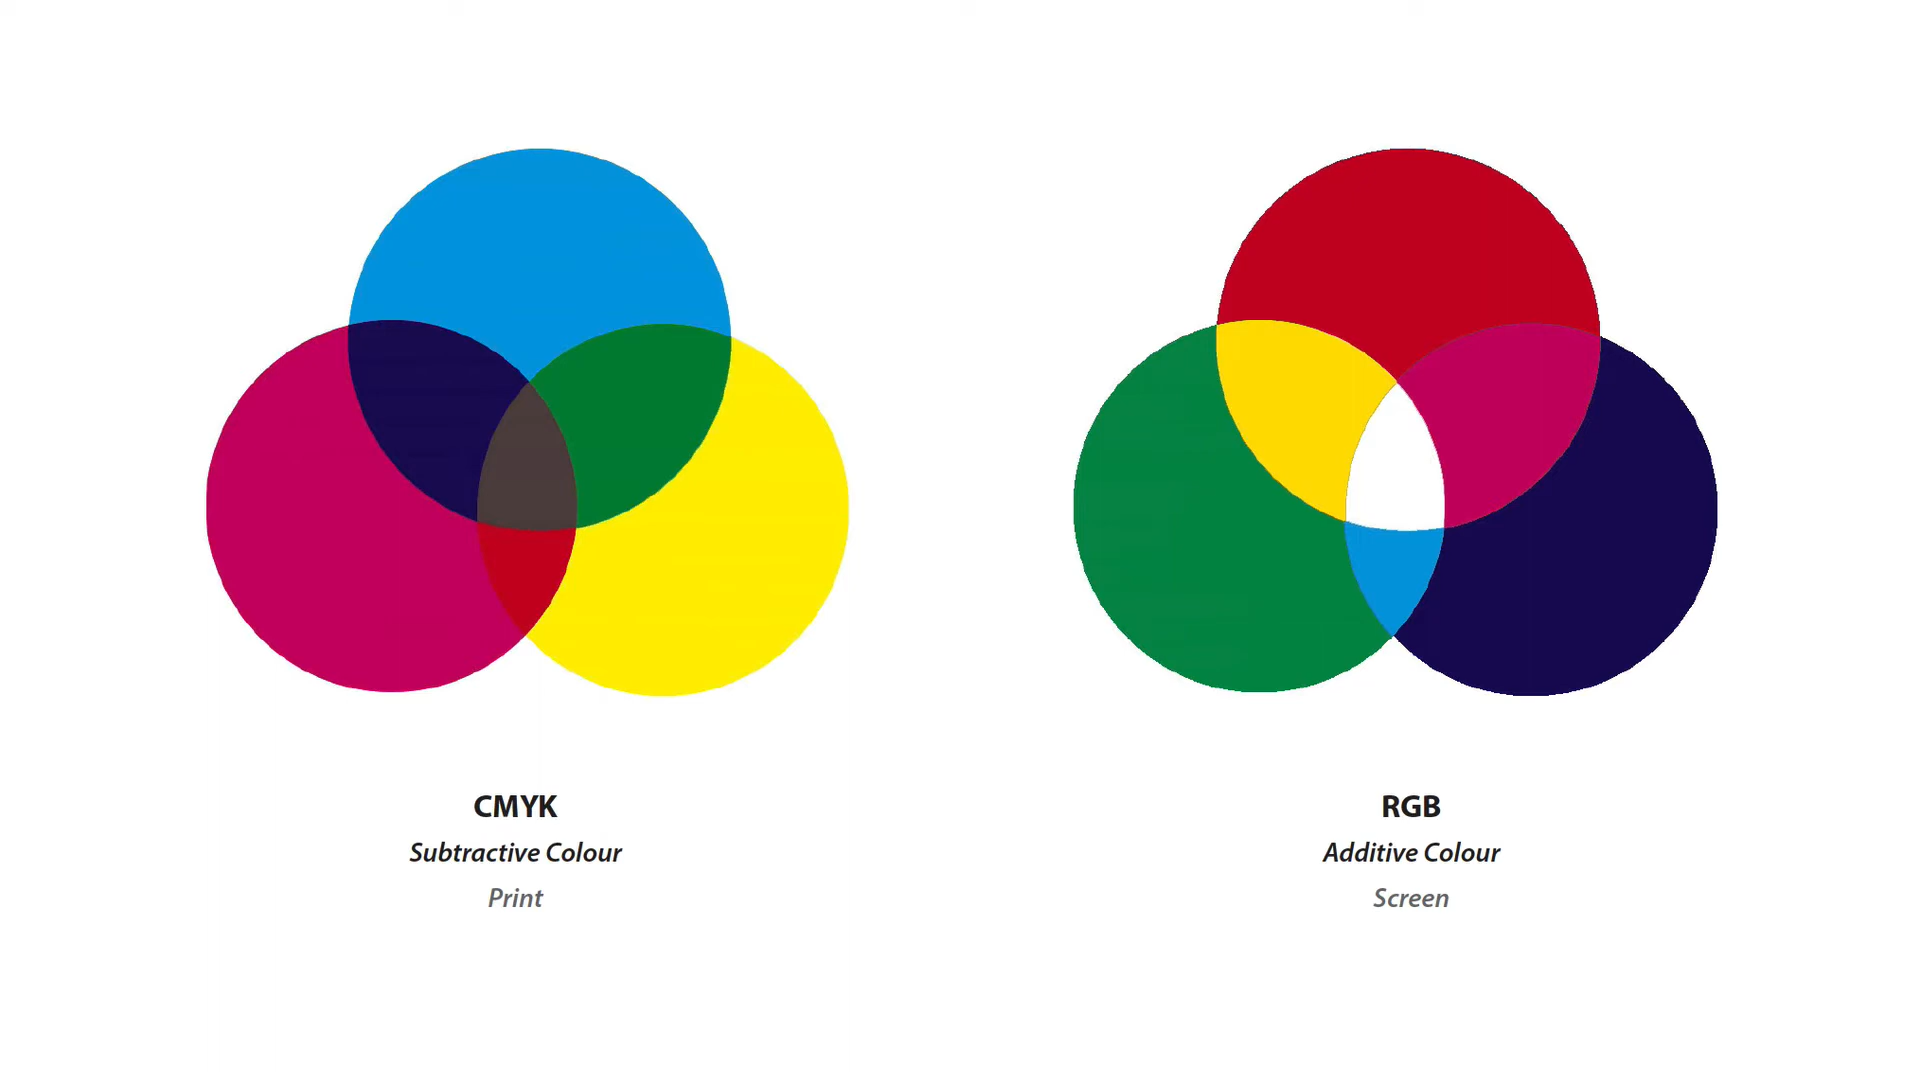 CMYK
Subtractive Colour
Print
RGB
Additive Colour
Screen